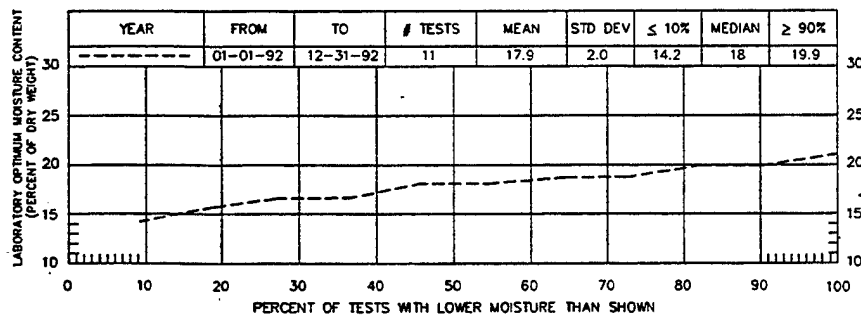 YEAR FROM TO # TESTS MEAN STD DEV ≤ 10% MEDIAN ≥ 90%
01-01-92 12-31-92 11 17.9 2.0 14.2 18 19.9
LABORATORY OPTIMUM MOISTURE CONTENT
(PERCENT OF DRY WEIGHT)
30 30
25 25
20 20
15 15
10 10
0 10 20 30 40 50 60 70 80 90 100
PERCENT OF TESTS WITH LOWER MOISTURE THAN SHOWN